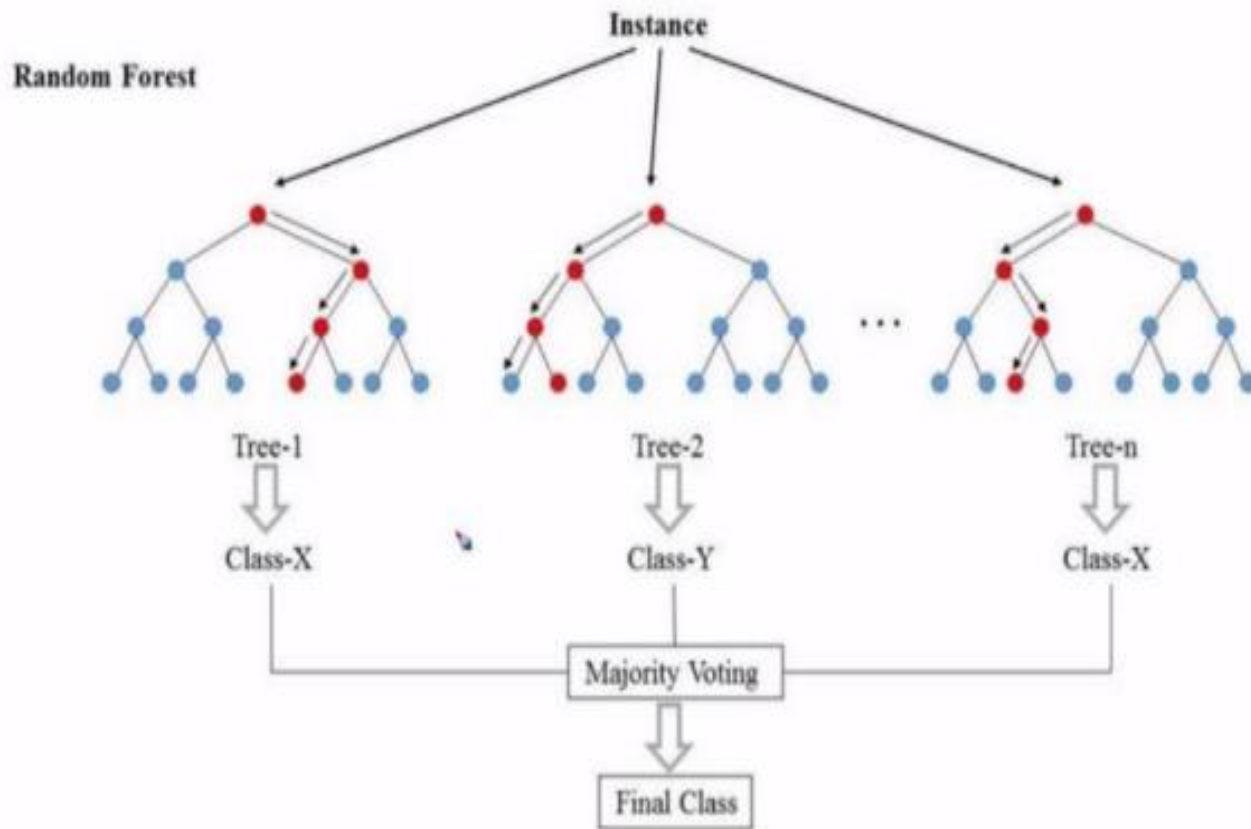 Instance
Random Forest
...
Tree-1
Tree-2
Tree-n
Class-X
Class-Y
Class-X
Majority Voting
Final Class